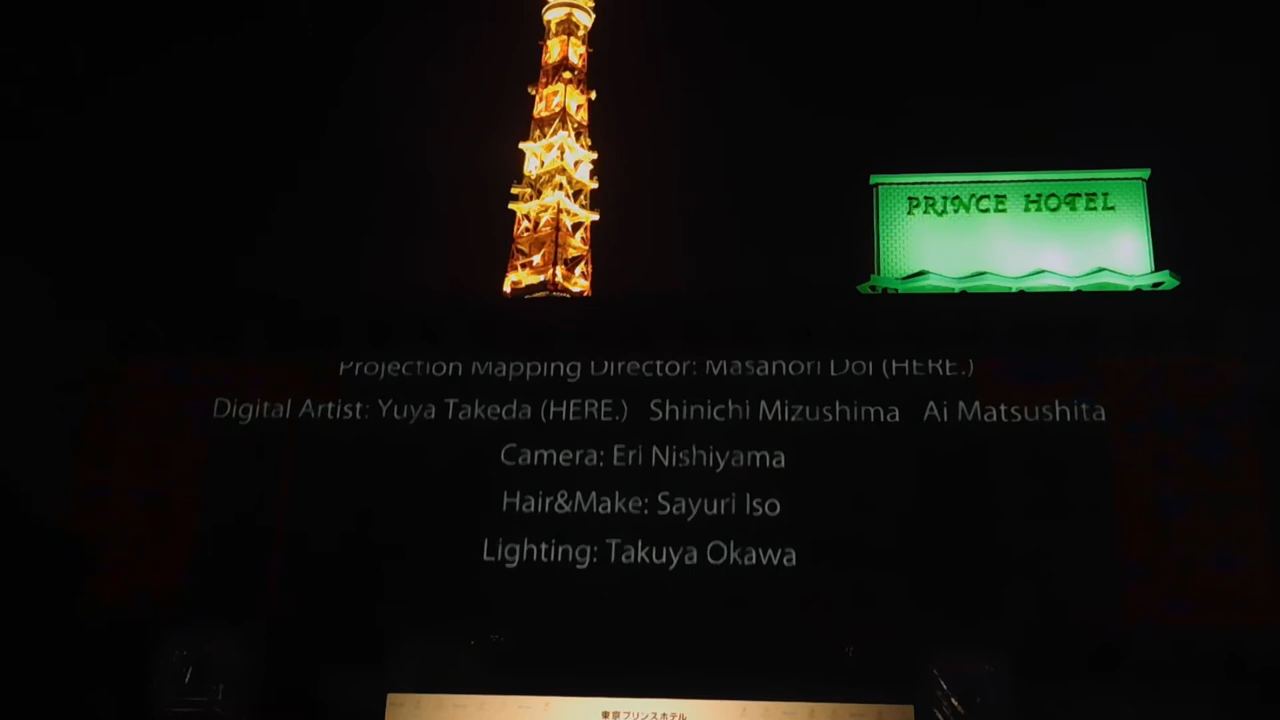 PRINCE HOTEL
Projection Mapping Director: Masanori Doi (HERE.)
Digital Artist: Yuya Takeda (HERE.) Shinichi Mizushima Ai Matsushita
Camera: Eri Nishiyama
Hair&Make: Sayuri Iso
Lighting: Takuya Okawa
東京プリンスホテル